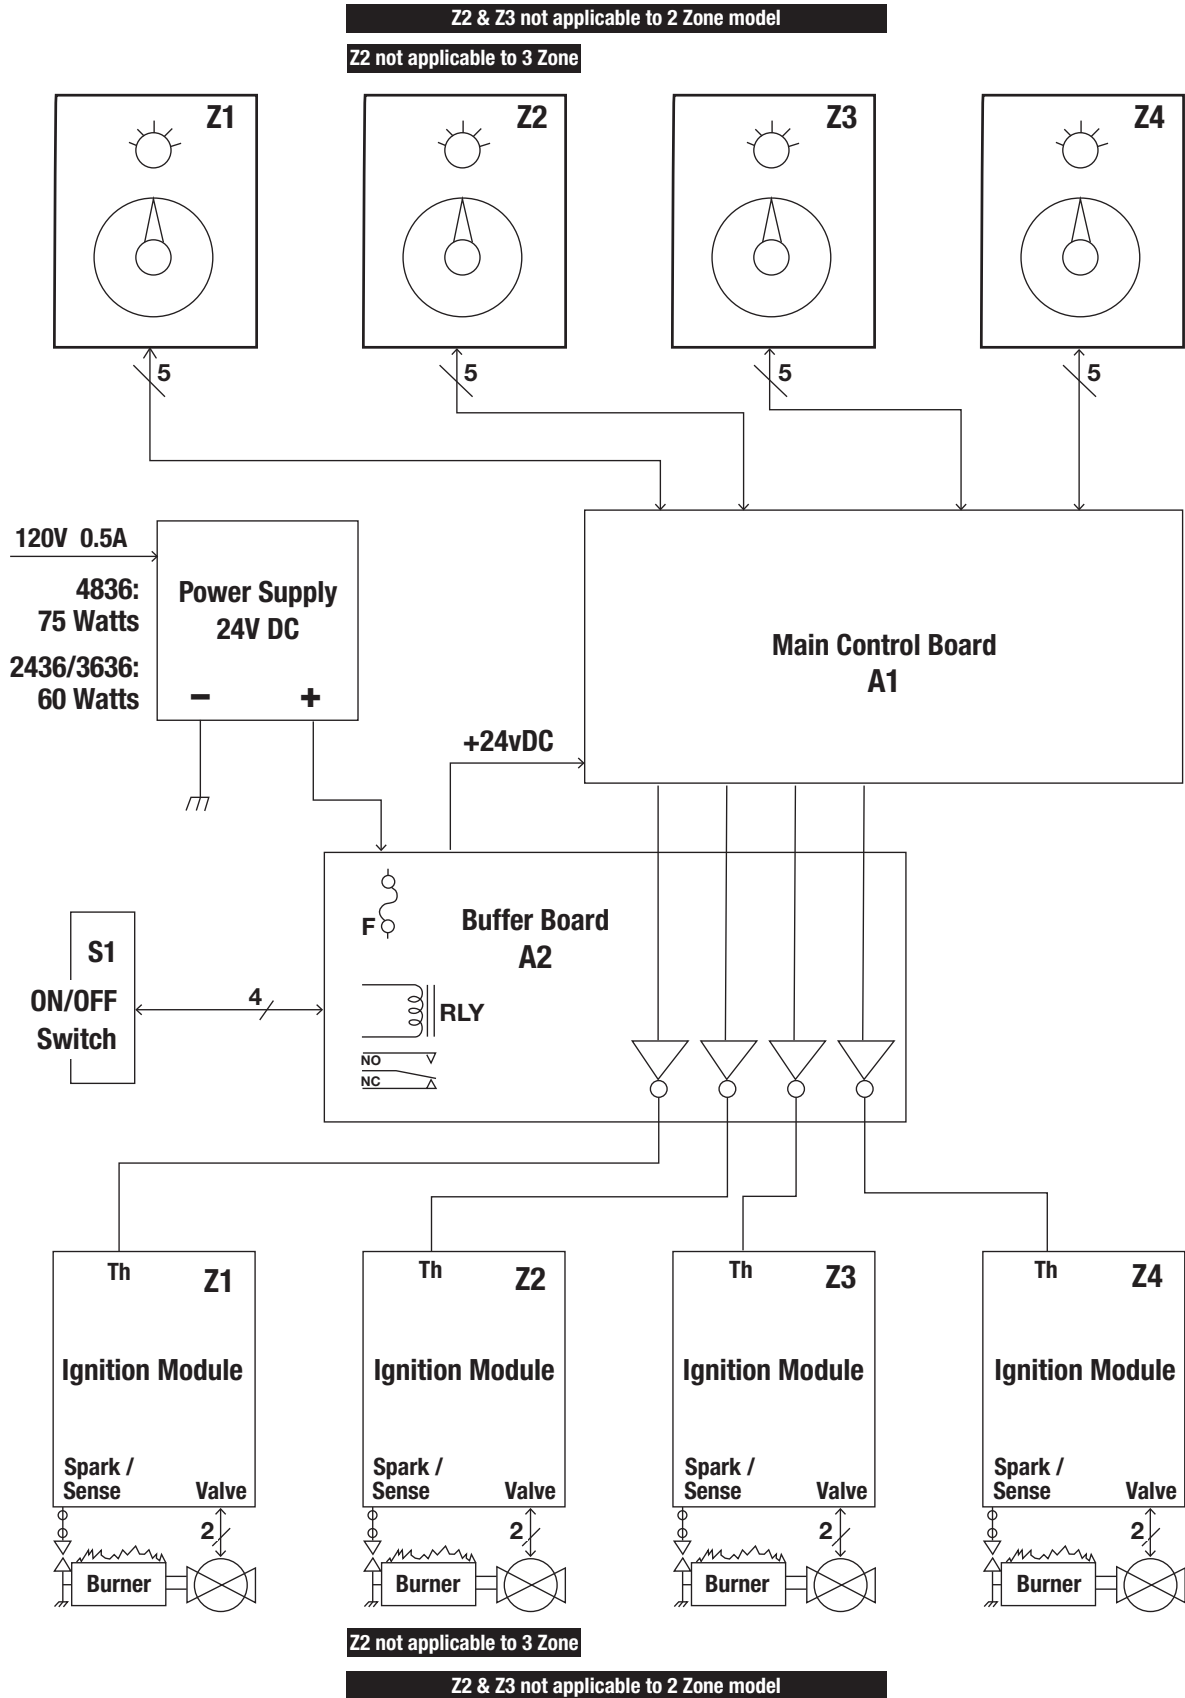 Z2 & Z3 not applicable to 2 Zone model
Z2 not applicable to 3 Zone
Z1
Z2
Z3
Z4
5
5
5
5
120V 0.5A
4836:
75 Watts
2436/3636:
60 Watts
Power Supply
24V DC
− +
Main Control Board
A1
+24vDC
F
Buffer Board
A2
RLY
NO
NC
S1
ON/OFF
Switch
4
Th
Z1
Ignition Module
Spark /
Sense
Valve
2
Burner
Th
Z2
Ignition Module
Spark /
Sense
Valve
2
Burner
Th
Z3
Ignition Module
Spark /
Sense
Valve
2
Burner
Th
Z4
Ignition Module
Spark /
Sense
Valve
2
Burner
Z2 not applicable to 3 Zone
Z2 & Z3 not applicable to 2 Zone model